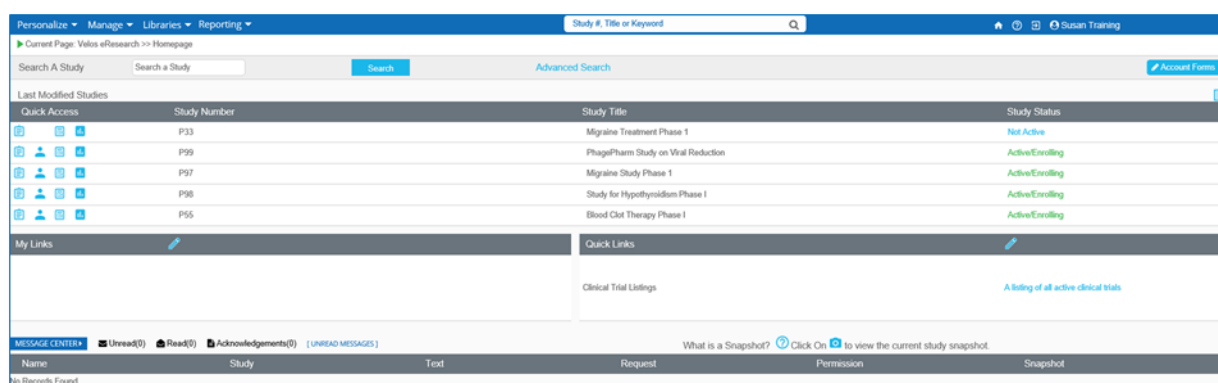 Personalize Manage Libraries Reporting Study #, Title or Keyword Susan Training
Current Page: Velos eResearch >> Homepage
Search A Study Search a Study Search Advanced Search Account Forms
Last Modified Studies
Quick Access Study Number Study Title Study Status
P33 Migraine Treatment Phase 1 Not Active
P99 PhagePharm Study on Viral Reduction Active/Enrolling
P97 Migraine Study Phase 1 Active/Enrolling
P98 Study for Hypothyroidism Phase I Active/Enrolling
P55 Blood Clot Therapy Phase I Active/Enrolling
My Links Quick Links
Clinical Trial Listings A listing of all active clinical trials
MESSAGE CENTER Unread(0) Read(0) Acknowledgements(0) [ UNREAD MESSAGES ] What is a Snapshot? Click On to view the current study snapshot.
Name Study Text Request Permission Snapshot
No Records Found